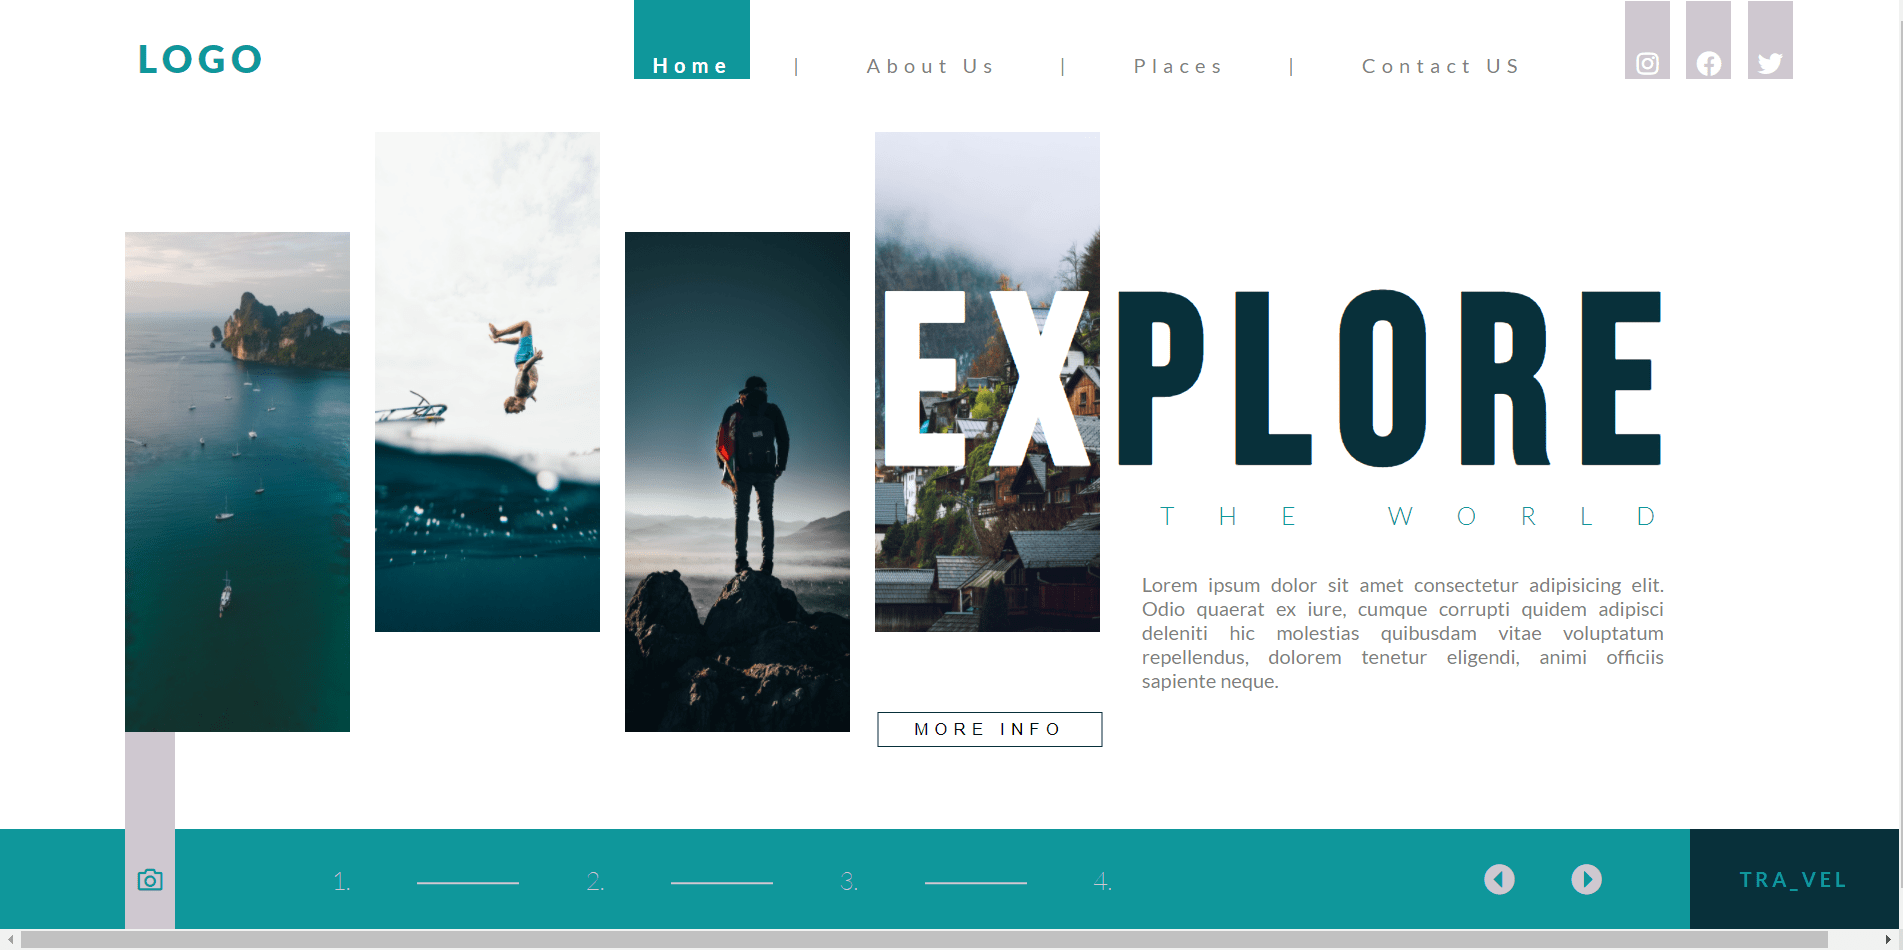 LOGO
Home | About Us | Places | Contact US
EXPLORE
THE WORLD
Lorem ipsum dolor sit amet consectetur adipisicing elit.
Odio quaerat ex iure, cumque corrupti quidem adipisci
deleniti hic molestias quibusdam vitae voluptatum
repellendus, dolorem tenetur eligendi, animi officiis
sapiente neque.
MORE INFO
1. 2. 3. 4.
TRA_VEL